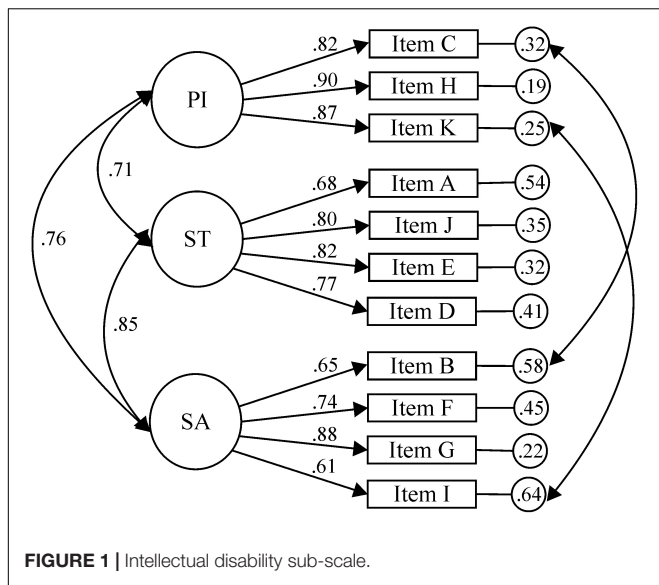 .82 Item C .32
.90 Item H .19
PI
.87 Item K .25
.71
.68 Item A .54
.80 Item J .35
.76 ST
.82 Item E .32
.77 Item D .41
.85
.65 Item B .58
.74 Item F .45
SA
.88 Item G .22
.61 Item I .64
FIGURE 1 | Intellectual disability sub-scale.